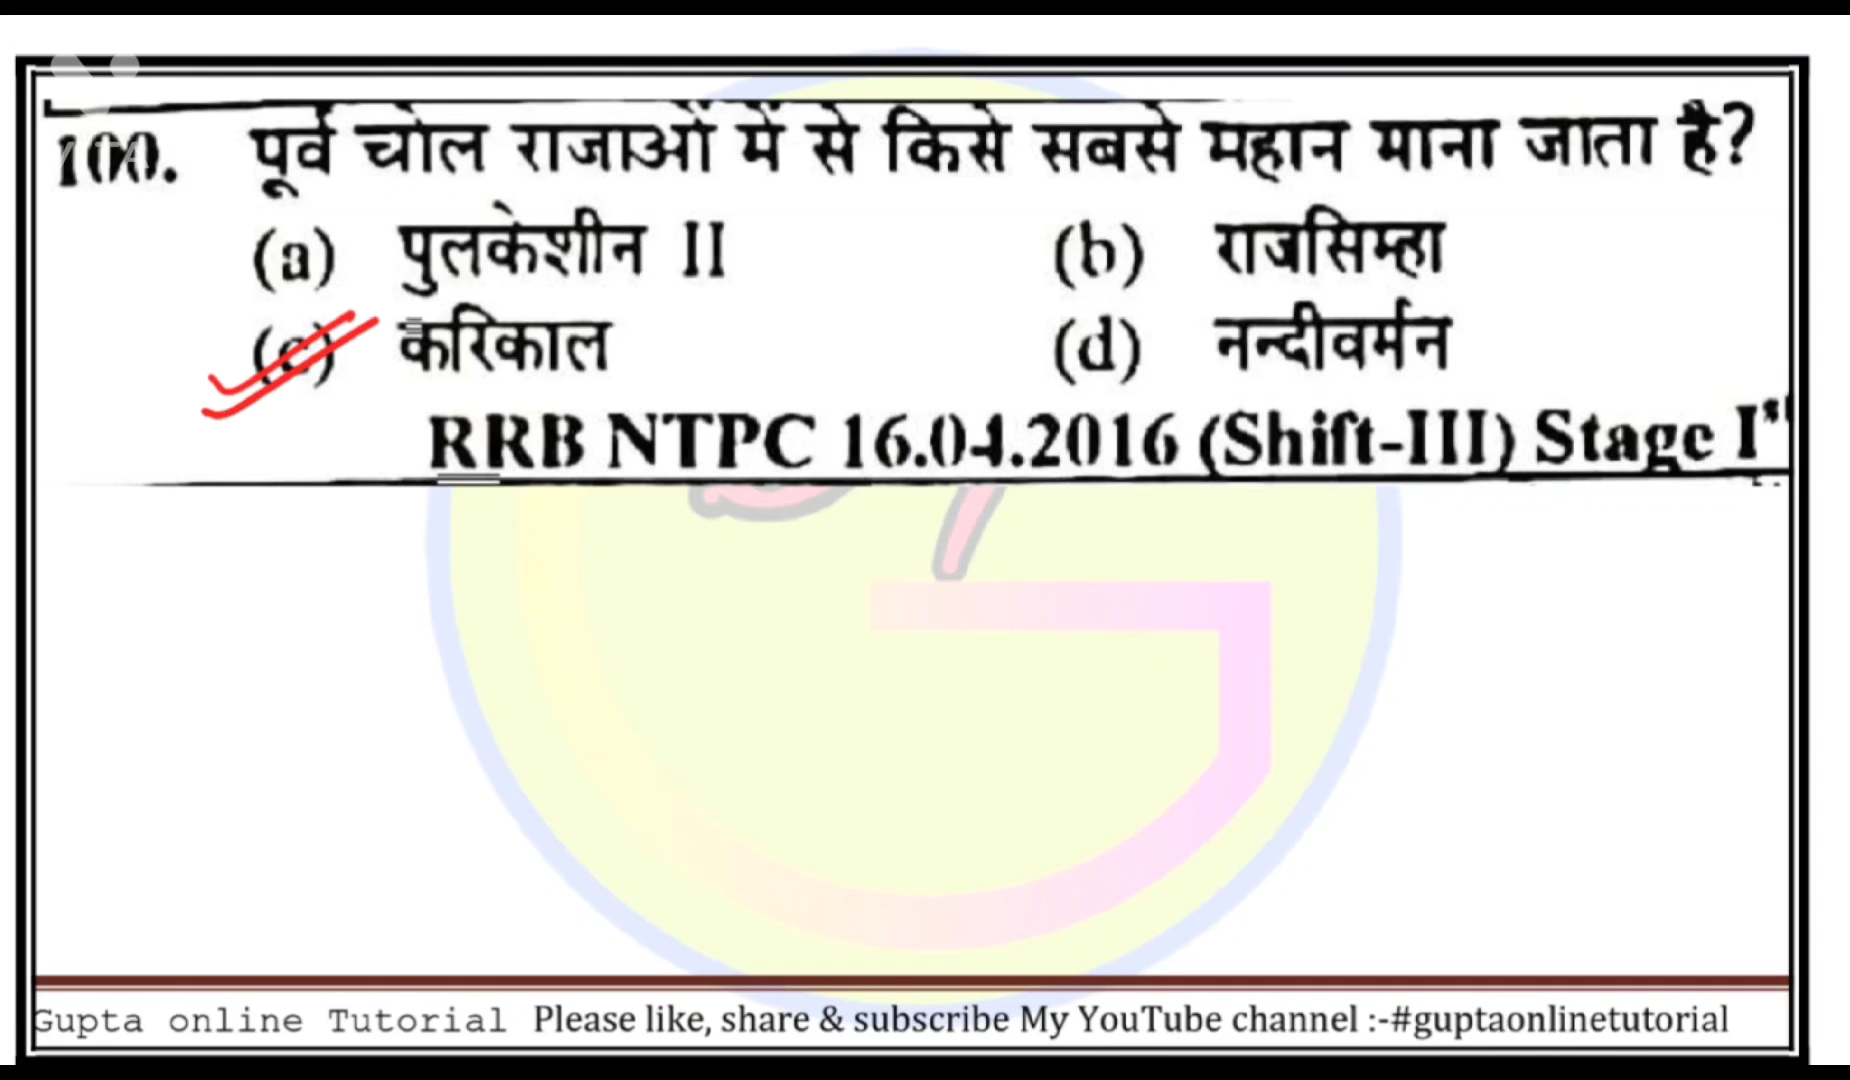 100. पूर्व चोल राजाओं में से किसे सबसे महान माना जाता है?
(a) पुलकेशीन II (b) राजसिम्हा
(c) करिकाल (d) नन्दीवर्मन
RRB NTPC 16.04.2016 (Shift-III) Stage Ist
Gupta online Tutorial Please like, share & subscribe My YouTube channel :-#guptaonlinetutorial